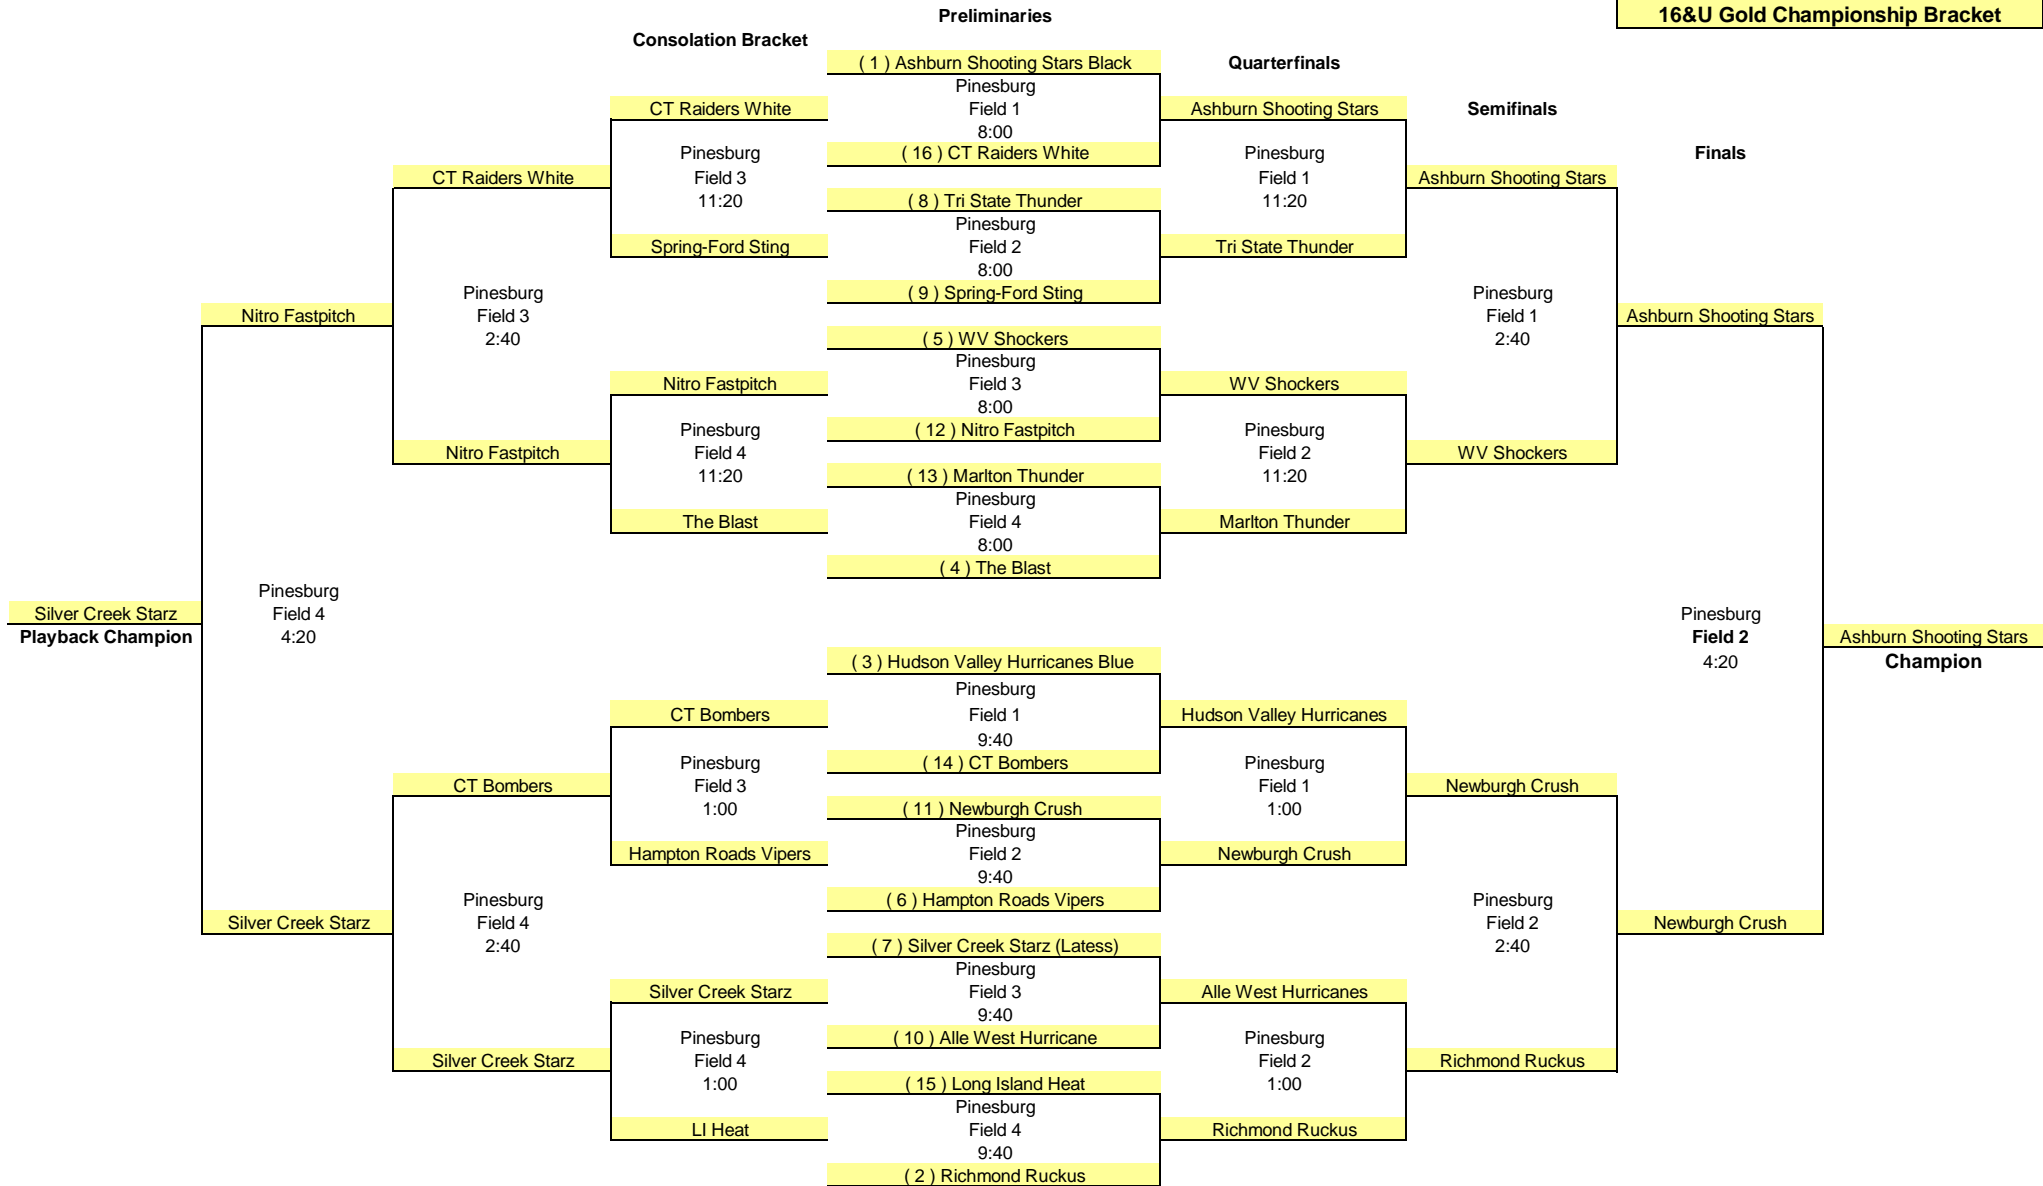 Preliminaries
16&U Gold Championship Bracket
Consolation Bracket
( 1 ) Ashburn Shooting Stars Black
Quarterfinals
Pinesburg
CT Raiders White
Field 1
Ashburn Shooting Stars
Semifinals
8:00
Pinesburg
( 16 ) CT Raiders White
Pinesburg
Finals
CT Raiders White
Field 3
Field 1
Ashburn Shooting Stars
11:20
( 8 ) Tri State Thunder
11:20
Pinesburg
Spring-Ford Sting
Field 2
Tri State Thunder
8:00
Pinesburg
( 9 ) Spring-Ford Sting
Pinesburg
Nitro Fastpitch
Field 3
Field 1
Ashburn Shooting Stars
2:40
( 5 ) WV Shockers
2:40
Pinesburg
Nitro Fastpitch
Field 3
WV Shockers
8:00
Pinesburg
( 12 ) Nitro Fastpitch
Pinesburg
Nitro Fastpitch
Field 4
Field 2
WV Shockers
11:20
( 13 ) Marlton Thunder
11:20
Pinesburg
The Blast
Field 4
Marlton Thunder
8:00
( 4 ) The Blast
Pinesburg
Silver Creek Starz
Field 4
Pinesburg
Playback Champion
4:20
Field 2
Ashburn Shooting Stars
( 3 ) Hudson Valley Hurricanes Blue
4:20
Champion
Pinesburg
CT Bombers
Field 1
Hudson Valley Hurricanes
9:40
Pinesburg
( 14 ) CT Bombers
Pinesburg
CT Bombers
Field 3
Field 1
Newburgh Crush
1:00
( 11 ) Newburgh Crush
1:00
Pinesburg
Hampton Roads Vipers
Field 2
Newburgh Crush
9:40
Pinesburg
( 6 ) Hampton Roads Vipers
Pinesburg
Silver Creek Starz
Field 4
Field 2
Newburgh Crush
2:40
( 7 ) Silver Creek Starz (Latess)
2:40
Pinesburg
Silver Creek Starz
Field 3
Alle West Hurricanes
9:40
Pinesburg
( 10 ) Alle West Hurricane
Pinesburg
Silver Creek Starz
Field 4
Field 2
Richmond Ruckus
1:00
( 15 ) Long Island Heat
1:00
Pinesburg
LI Heat
Field 4
Richmond Ruckus
9:40
( 2 ) Richmond Ruckus